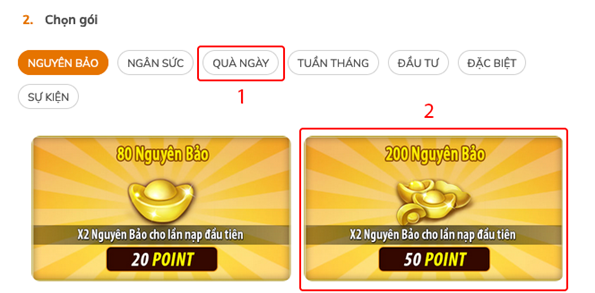 2. Chọn gói
NGUYÊN BẢO NGÂN SỨC QUÀ NGÀY TUẦN THÁNG ĐẦU TƯ ĐẶC BIỆT
SỰ KIỆN
1
2
80 Nguyên Bảo
X2 Nguyên Bảo cho lần nạp đầu tiên
20 POINT
200 Nguyên Bảo
X2 Nguyên Bảo cho lần nạp đầu tiên
50 POINT